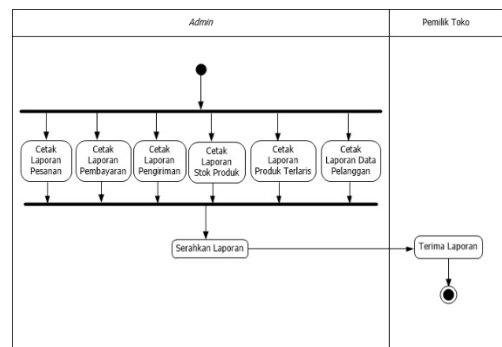 Admin
Pemilik Toko
Cetak
Laporan
Pesanan
Cetak
Laporan
Pembayaran
Cetak
Laporan
Pengiriman
Cetak
Laporan
Stok Produk
Cetak
Laporan
Produk Terlaris
Cetak
Laporan Data
Pelanggan
Serahkan Laporan
Terima Laporan